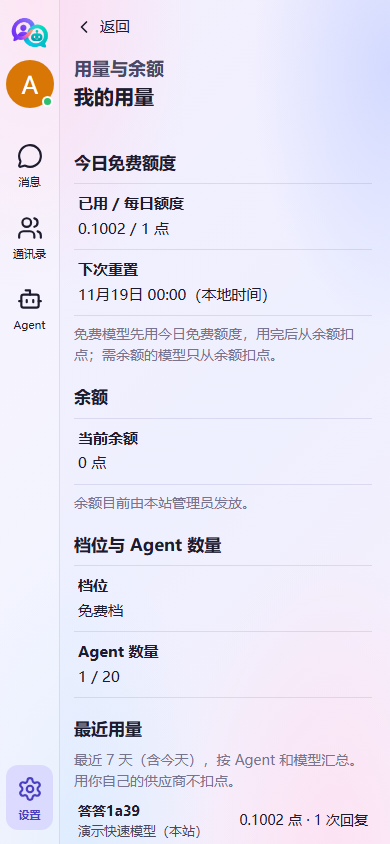 返回
A
用量与余额
我的用量
消息
通讯录
Agent
今日免费额度
已用 / 每日额度
0.1002 / 1 点
下次重置
11月19日 00:00（本地时间）
免费模型先用今日免费额度，用完后从余额扣
点；需余额的模型只从余额扣点。
余额
当前余额
0 点
余额目前由本站管理员发放。
档位与 Agent 数量
档位
免费档
Agent 数量
1 / 20
最近用量
最近 7 天（含今天），按 Agent 和模型汇总。
用你自己的供应商不扣点。
答答1a39
演示快速模型（本站）
0.1002 点 · 1 次回复
设置